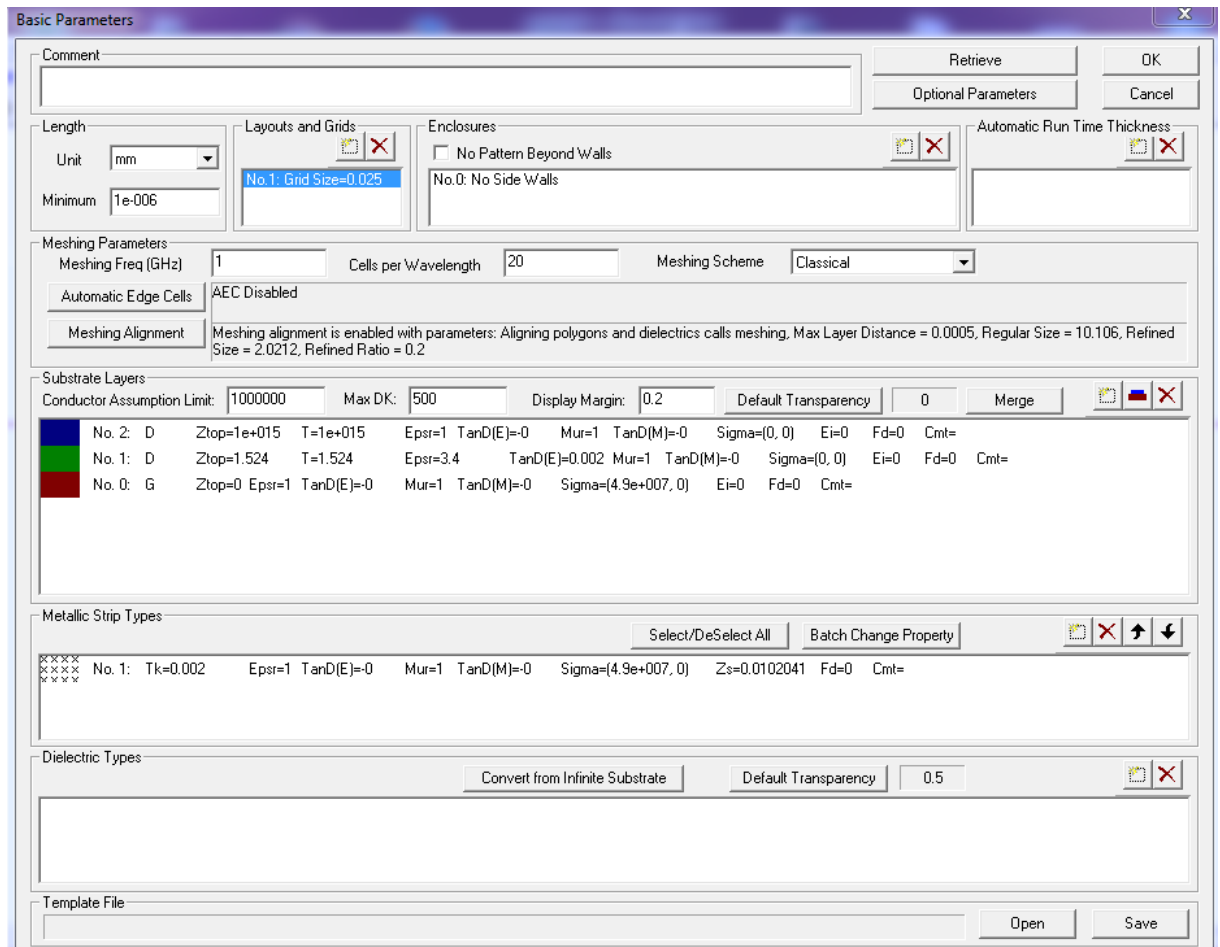 Basic Parameters
X
Comment
Retrieve
OK
Optional Parameters
Cancel
Length
Layouts and Grids
Enclosures
Automatic Run Time Thickness
Unit
mm
No Pattern Beyond Walls
No.1: Grid Size=0.025
No.0: No Side Walls
Minimum
1e-006
Meshing Parameters
Meshing Freq (GHz)
1
Cells per Wavelength
20
Meshing Scheme
Classical
Automatic Edge Cells
AEC Disabled
Meshing Alignment
Meshing alignment is enabled with parameters: Aligning polygons and dielectrics calls meshing, Max Layer Distance = 0.0005, Regular Size = 10.106, Refined
Size = 2.0212, Refined Ratio = 0.2
Substrate Layers
Conductor Assumption Limit:
1000000
Max DK:
500
Display Margin:
0.2
Default Transparency
0
Merge
No. 2: D Ztop=1e+015 T=1e+015 Epsr=1 TanD(E)=-0 Mur=1 TanD(M)=-0 Sigma=(0, 0) Ei=0 Fd=0 Cmt=
No. 1: D Ztop=1.524 T=1.524 Epsr=3.4 TanD(E)=0.002 Mur=1 TanD(M)=-0 Sigma=(0, 0) Ei=0 Fd=0 Cmt=
No. 0: G Ztop=0 Epsr=1 TanD(E)=-0 Mur=1 TanD(M)=-0 Sigma=(4.9e+007, 0) Ei=0 Fd=0 Cmt=
Metallic Strip Types
Select/DeSelect All
Batch Change Property
No. 1: Tk=0.002 Epsr=1 TanD(E)=-0 Mur=1 TanD(M)=-0 Sigma=(4.9e+007, 0) Zs=0.0102041 Fd=0 Cmt=
Dielectric Types
Convert from Infinite Substrate
Default Transparency
0.5
Template File
Open
Save